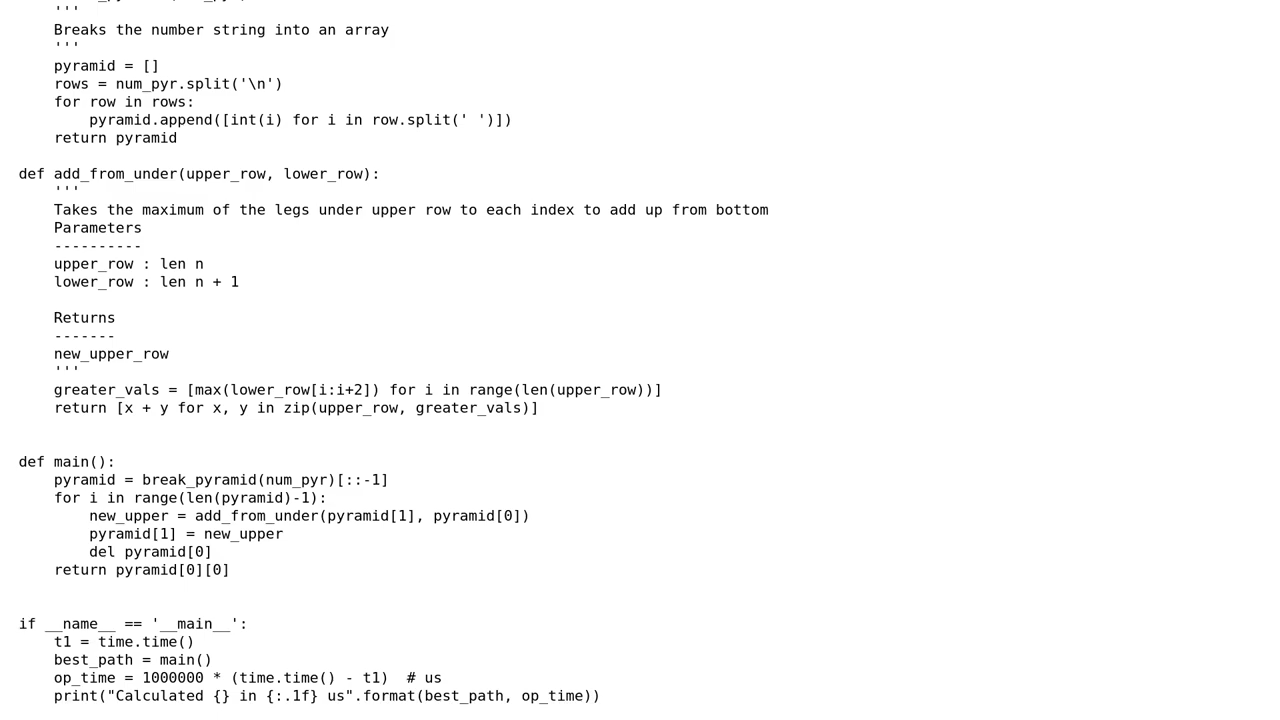 '''
    Breaks the number string into an array
    '''
    pyramid = []
    rows = num_pyr.split('\n')
    for row in rows:
        pyramid.append([int(i) for i in row.split(' ')])
    return pyramid

def add_from_under(upper_row, lower_row):
    '''
    Takes the maximum of the legs under upper row to each index to add up from bottom
    Parameters
    ----------
    upper_row : len n
    lower_row : len n + 1

    Returns
    -------
    new_upper_row
    '''
    greater_vals = [max(lower_row[i:i+2]) for i in range(len(upper_row))]
    return [x + y for x, y in zip(upper_row, greater_vals)]


def main():
    pyramid = break_pyramid(num_pyr)[::-1]
    for i in range(len(pyramid)-1):
        new_upper = add_from_under(pyramid[1], pyramid[0])
        pyramid[1] = new_upper
        del pyramid[0]
    return pyramid[0][0]


if __name__ == '__main__':
    t1 = time.time()
    best_path = main()
    op_time = 1000000 * (time.time() - t1)  # us
    print("Calculated {} in {:.1f} us".format(best_path, op_time))